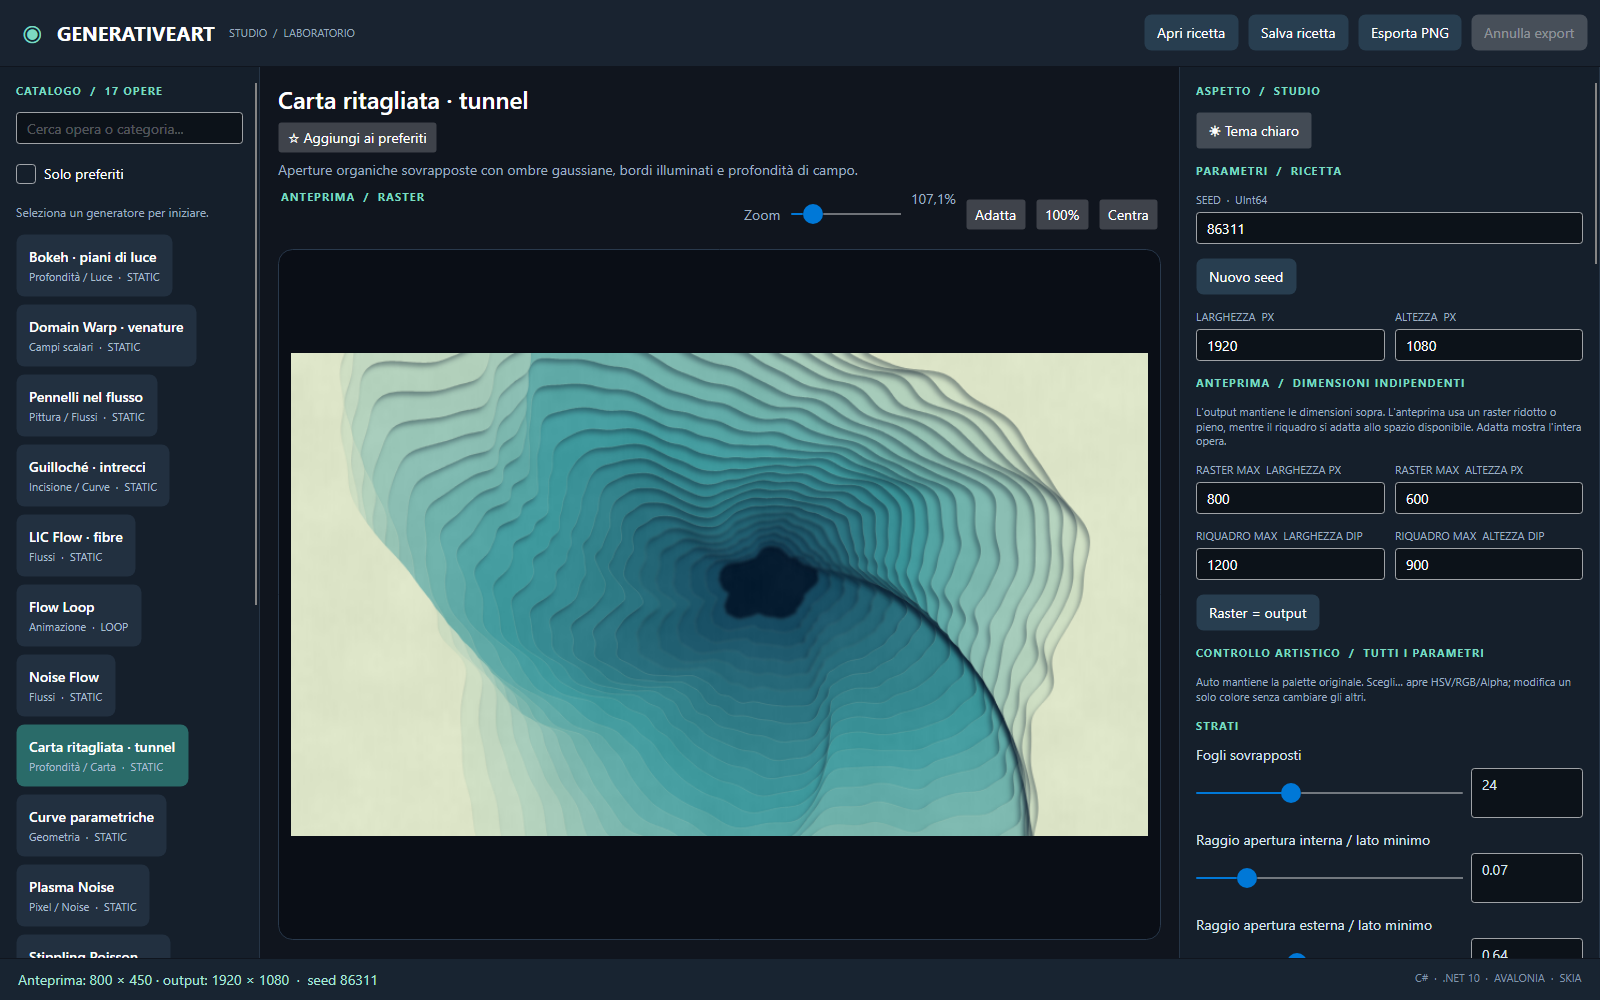 GENERATIVEART
STUDIO / LABORATORIO
Apri ricetta
Salva ricetta
Esporta PNG
Annulla export
CATALOGO / 17 OPERE
Cerca opera o categoria...
Solo preferiti
Seleziona un generatore per iniziare.
Bokeh · piani di luce
Profondità / Luce · STATIC
Domain Warp · venature
Campi scalari · STATIC
Pennelli nel flusso
Pittura / Flussi · STATIC
Guilloché · intrecci
Incisione / Curve · STATIC
LIC Flow · fibre
Flussi · STATIC
Flow Loop
Animazione · LOOP
Noise Flow
Flussi · STATIC
Carta ritagliata · tunnel
Profondità / Carta · STATIC
Curve parametriche
Geometria · STATIC
Plasma Noise
Pixel / Noise · STATIC
Stippling Poisson
Carta ritagliata · tunnel
☆ Aggiungi ai preferiti
Aperture organiche sovrapposte con ombre gaussiane, bordi illuminati e profondità di campo.
ANTEPRIMA / RASTER
Zoom
107,1%
Adatta
100%
Centra
ASPETTO / STUDIO
☀ Tema chiaro
PARAMETRI / RICETTA
SEED · UInt64
86311
Nuovo seed
LARGHEZZA PX
ALTEZZA PX
1920
1080
ANTEPRIMA / DIMENSIONI INDIPENDENTI
L'output mantiene le dimensioni sopra. L'anteprima usa un raster ridotto o
pieno, mentre il riquadro si adatta allo spazio disponibile. Adatta mostra l'intera
opera.
RASTER MAX LARGHEZZA PX
RASTER MAX ALTEZZA PX
800
600
RIQUADRO MAX LARGHEZZA DIP
RIQUADRO MAX ALTEZZA DIP
1200
900
Raster = output
CONTROLLO ARTISTICO / TUTTI I PARAMETRI
Auto mantiene la palette originale. Scegli... apre HSV/RGB/Alpha; modifica un
solo colore senza cambiare gli altri.
STRATI
Fogli sovrapposti
24
Raggio apertura interna / lato minimo
0.07
Raggio apertura esterna / lato minimo
0.64
Anteprima: 800 × 450 · output: 1920 × 1080 · seed 86311
C# · .NET 10 · AVALONIA · SKIA